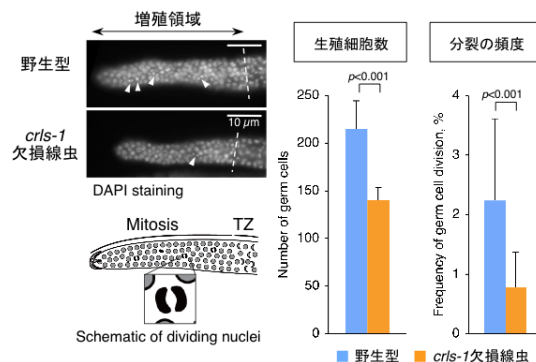 増殖領域
野生型
crls-1
欠損線虫
10 µm
DAPI staining
Mitosis
TZ
Schematic of dividing nuclei
生殖細胞数
p<0.001
Number of germ cells
250
200
150
100
50
0
分裂の頻度
p<0.001
Frequency of germ cell division, %
4
3
2
1
0
野生型
crls-1欠損線虫